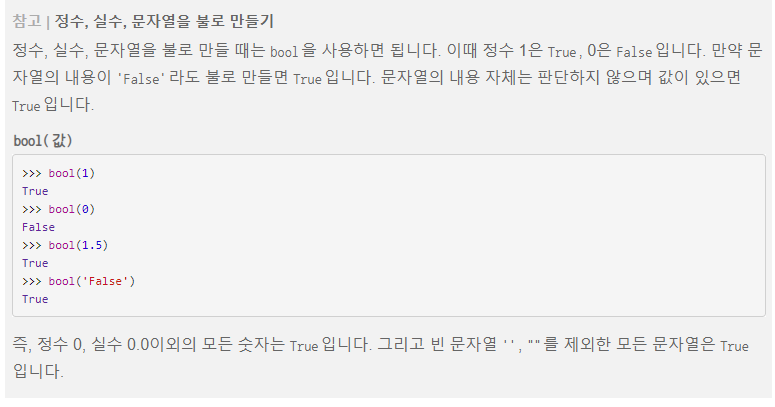 참고 | 정수, 실수, 문자열을 불로 만들기
정수, 실수, 문자열을 불로 만들 때는 bool을 사용하면 됩니다. 이때 정수 1은 True, 0은 False입니다. 만약 문
자열의 내용이 'False'라도 불로 만들면 True입니다. 문자열의 내용 자체는 판단하지 않으며 값이 있으면
True입니다.
bool(값)
>>> bool(1)
True
>>> bool(0)
False
>>> bool(1.5)
True
>>> bool('False')
True
즉, 정수 0, 실수 0.0이외의 모든 숫자는 True입니다. 그리고 빈 문자열 '', ""를 제외한 모든 문자열은 True
입니다.